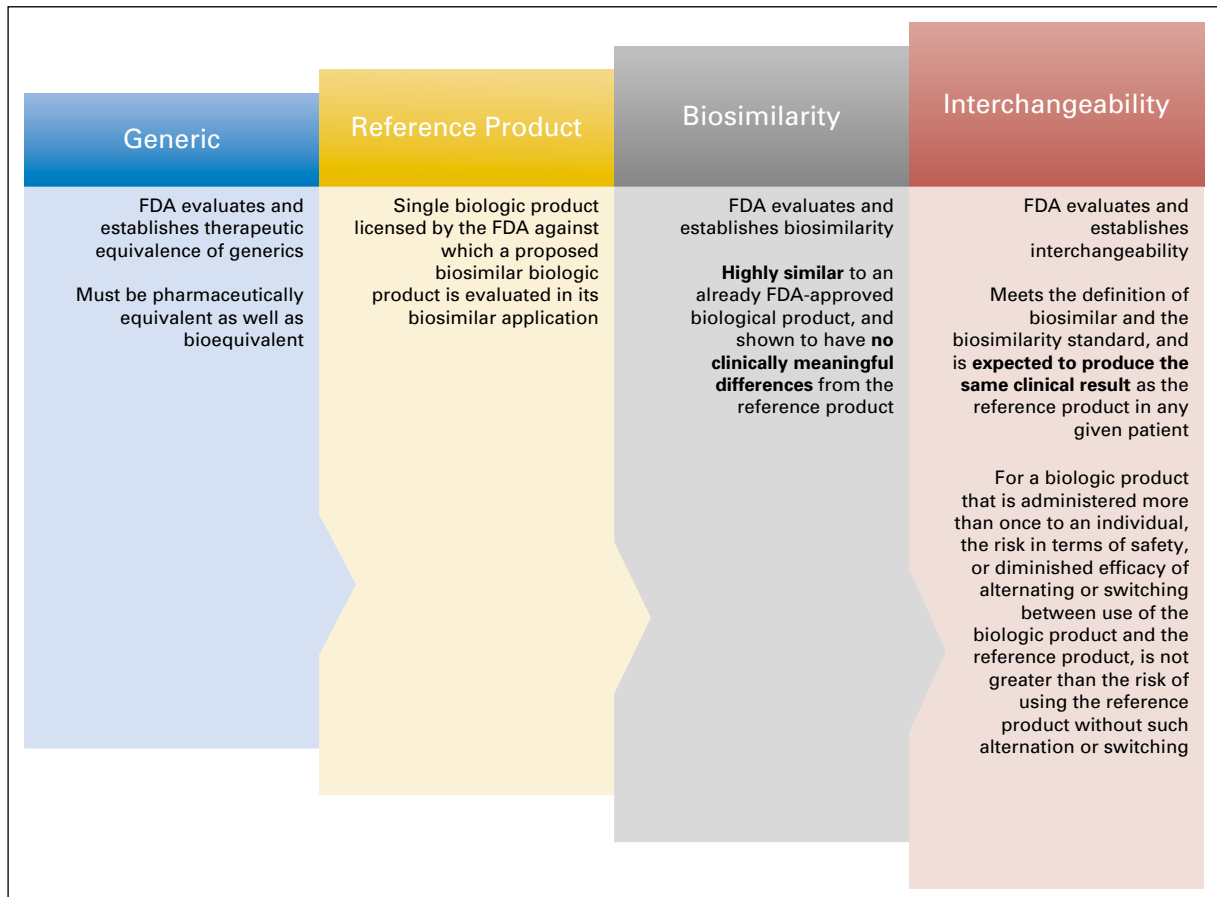 Generic
FDA evaluates and
establishes therapeutic
equivalence of generics
Must be pharmaceutically
equivalent as well as
bioequivalent
Reference Product
Single biologic product
licensed by the FDA against
which a proposed
biosimilar biologic
product is evaluated in its
biosimilar application
Biosimilarity
FDA evaluates and
establishes biosimilarity
Highly similar to an
already FDA-approved
biological product, and
shown to have no
clinically meaningful
differences from the
reference product
Interchangeability
FDA evaluates and
establishes
interchangeability
Meets the definition of
biosimilar and the
biosimilarity standard, and
is expected to produce the
same clinical result as the
reference product in any
given patient
For a biologic product
that is administered more
than once to an individual,
the risk in terms of safety,
or diminished efficacy of
alternating or switching
between use of the
biologic product and the
reference product, is not
greater than the risk of
using the reference
product without such
alternation or switching